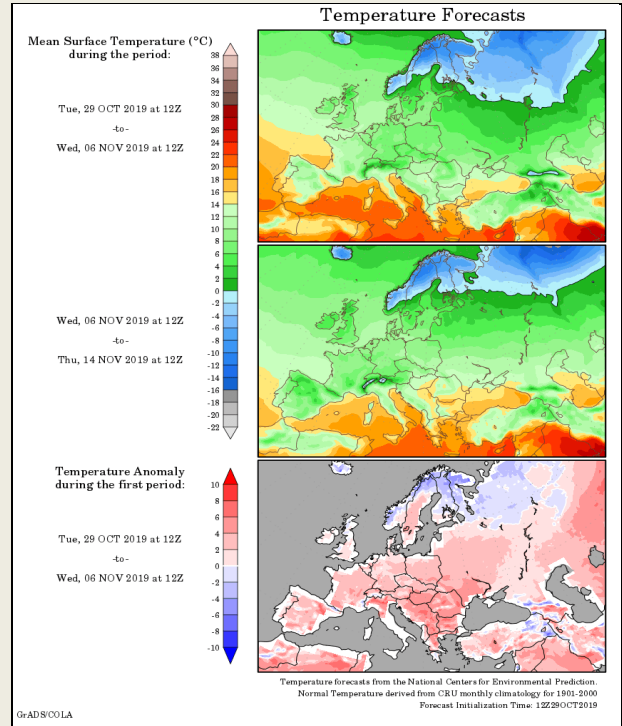 Temperature Forecasts
Mean Surface Temperature (°C)
during the period:
Tue, 29 OCT 2019 at 12Z
-to-
Wed, 06 NOV 2019 at 12Z
38
36
34
32
30
28
26
24
22
20
18
16
14
12
10
8
6
4
2
0
-2
-4
-6
-8
-10
-12
-14
-16
-18
-20
-22
Wed, 06 NOV 2019 at 12Z
-to-
Thu, 14 NOV 2019 at 12Z
Temperature Anomaly
during the first period:
Tue, 29 OCT 2019 at 12Z
-to-
Wed, 06 NOV 2019 at 12Z
10
8
6
4
2
0
-2
-4
-6
-8
-10
Temperature forecasts from the National Centers for Environmental Prediction.
Normal Temperature derived from CRU monthly climatology for 1901-2000
Forecast Initialization Time: 12Z29OCT2019
GrADS/COLA